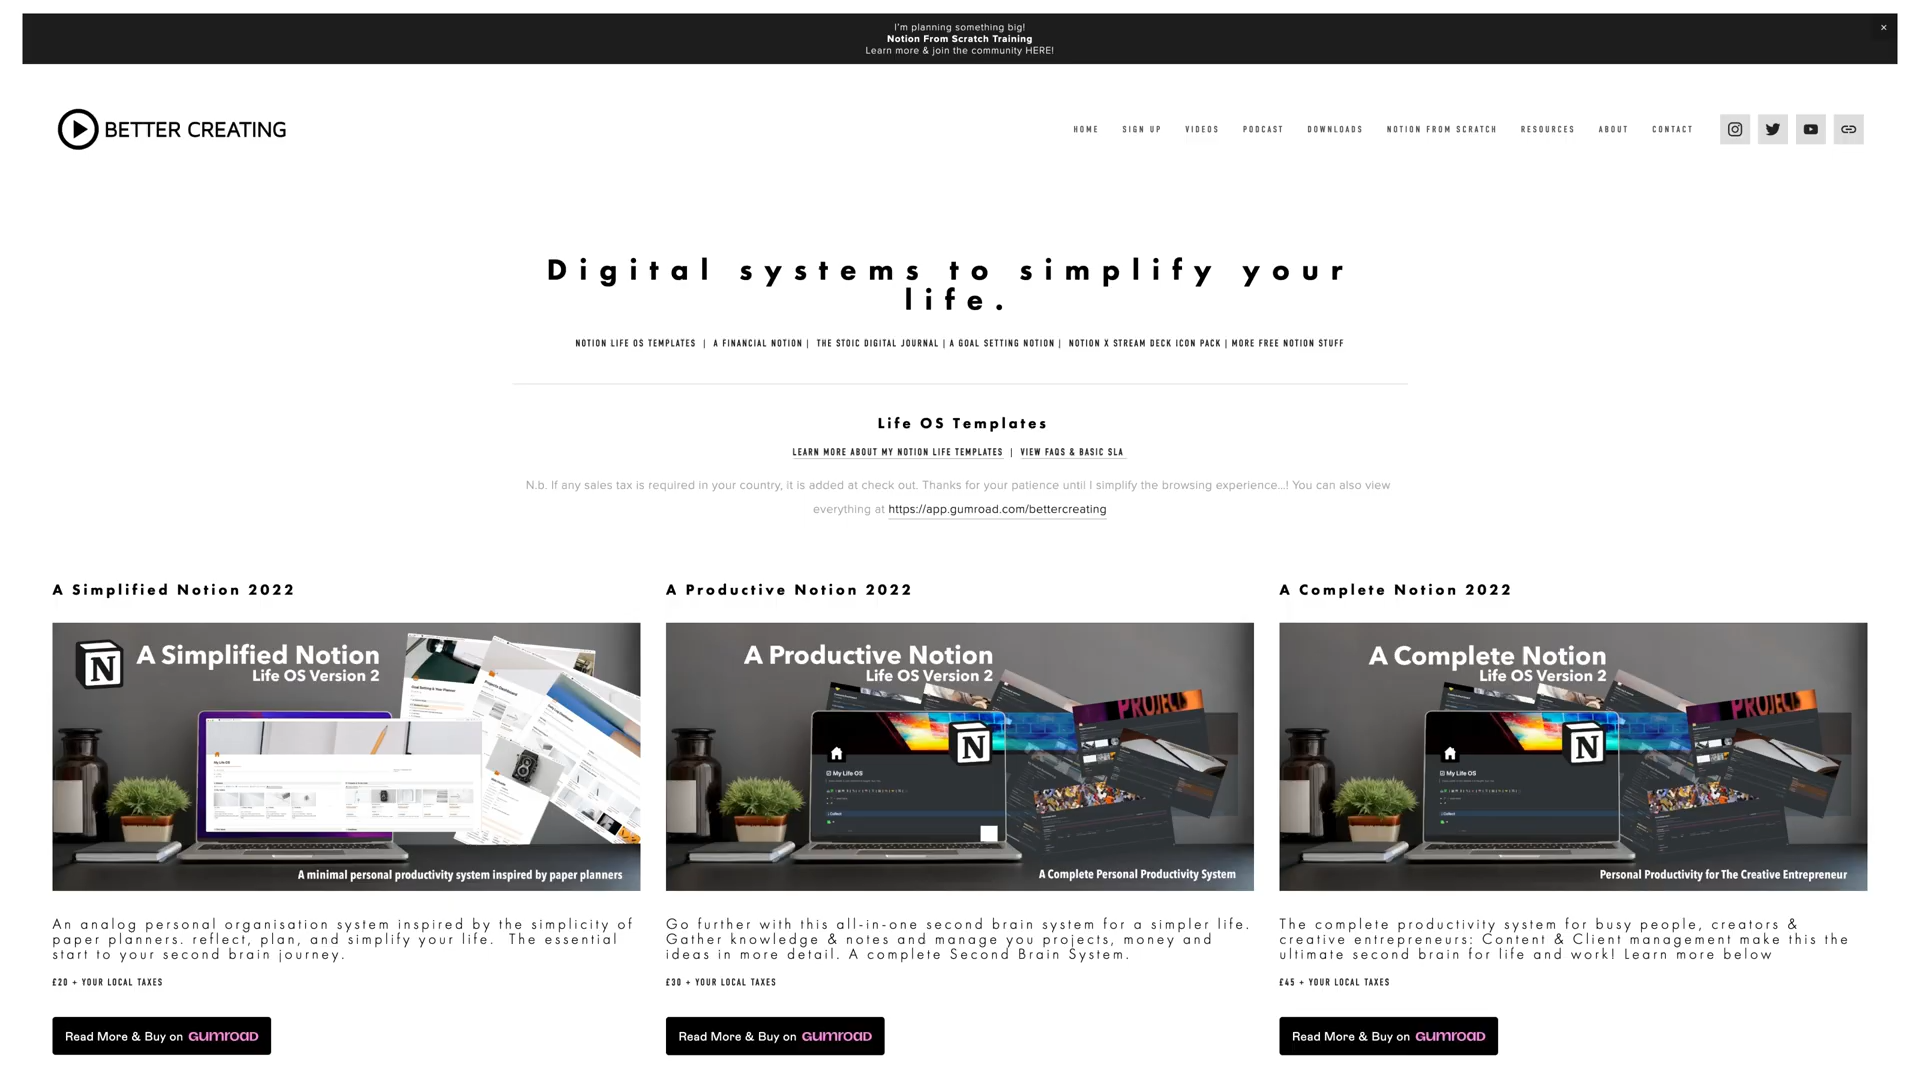 I'm planning something big!
Notion From Scratch Training
Learn more & join the community HERE!
×
BETTER CREATING
HOME SIGN UP VIDEOS PODCAST DOWNLOADS NOTION FROM SCRATCH RESOURCES ABOUT CONTACT
Digital systems to simplify your
life.
NOTION LIFE OS TEMPLATES | A FINANCIAL NOTION | THE STOIC DIGITAL JOURNAL | A GOAL SETTING NOTION | NOTION X STREAM DECK ICON PACK | MORE FREE NOTION STUFF
Life OS Templates
LEARN MORE ABOUT MY NOTION LIFE TEMPLATES | VIEW FAQS & BASIC SLA
N.b. If any sales tax is required in your country, it is added at check out. Thanks for your patience until I simplify the browsing experience...! You can also view
everything at https://app.gumroad.com/bettercreating
A Simplified Notion 2022
N
A Simplified Notion
Life OS Version 2
My Life OS
A minimal personal productivity system inspired by paper planners
An analog personal organisation system inspired by the simplicity of
paper planners. reflect, plan, and simplify your life. The essential
start to your second brain journey.
£20 + YOUR LOCAL TAXES
Read More & Buy on GUMROAD
A Productive Notion 2022
A Productive Notion
Life OS Version 2
PROJECT
N
My Life OS
A Complete Personal Productivity System
Go further with this all-in-one second brain system for a simpler life.
Gather knowledge & notes and manage you projects, money and
ideas in more detail. A complete Second Brain System.
£30 + YOUR LOCAL TAXES
Read More & Buy on GUMROAD
A Complete Notion 2022
A Complete Notion
Life OS Version 2
PROJECT
N
My Life OS
Personal Productivity for The Creative Entrepreneur
The complete productivity system for busy people, creators &
creative entrepreneurs: Content & Client management make this the
ultimate second brain for life and work! Learn more below
£45 + YOUR LOCAL TAXES
Read More & Buy on GUMROAD